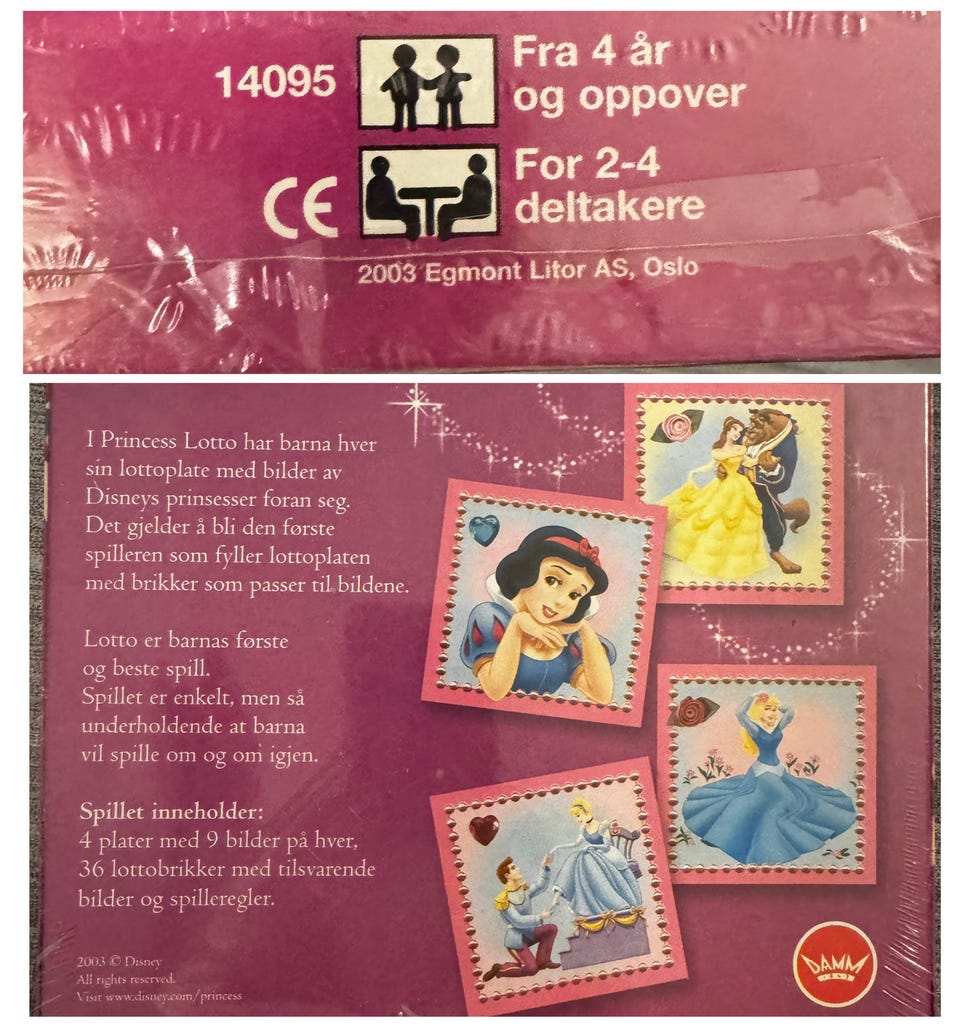 14095
Fra 4 år
og oppover
CE
For 2-4
deltakere
2003 Egmont Litor AS, Oslo
I Princess Lotto har barna hver
sin lottoplate med bilder av
Disneys prinsesser foran seg.
Det gjelder å bli den første
spilleren som fyller lottoplaten
med brikker som passer til bildene.
Lotto er barnas første
og beste spill.
Spillet er enkelt, men så
underholdende at barna
vil spille om og om igjen.
Spillet inneholder:
4 plater med 9 bilder på hver,
36 lottobrikker med tilsvarende
bilder og spilleregler.
2003 © Disney
All rights reserved.
Visit www.disney.com/princess
DAMM